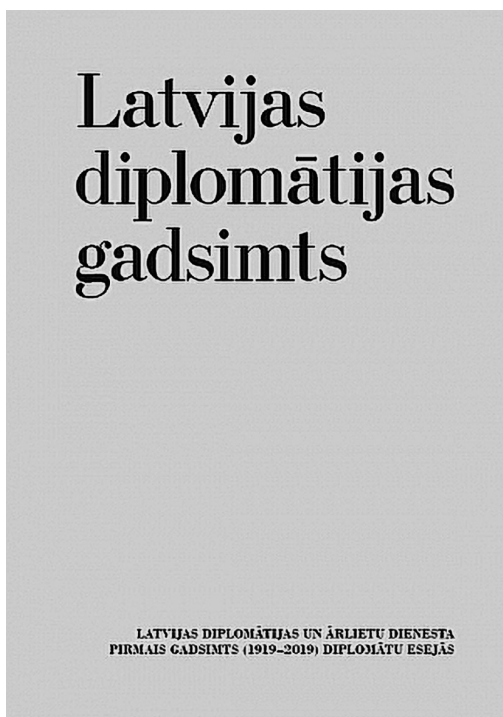 Latvijas
diplomātijas
gadsimts
LATVIJAS DIPLOMĀTIJAS UN ĀRLIETU DIENESTA
PIRMAIS GADSIMTS (1919–2019) DIPLOMĀTU ESEJĀS